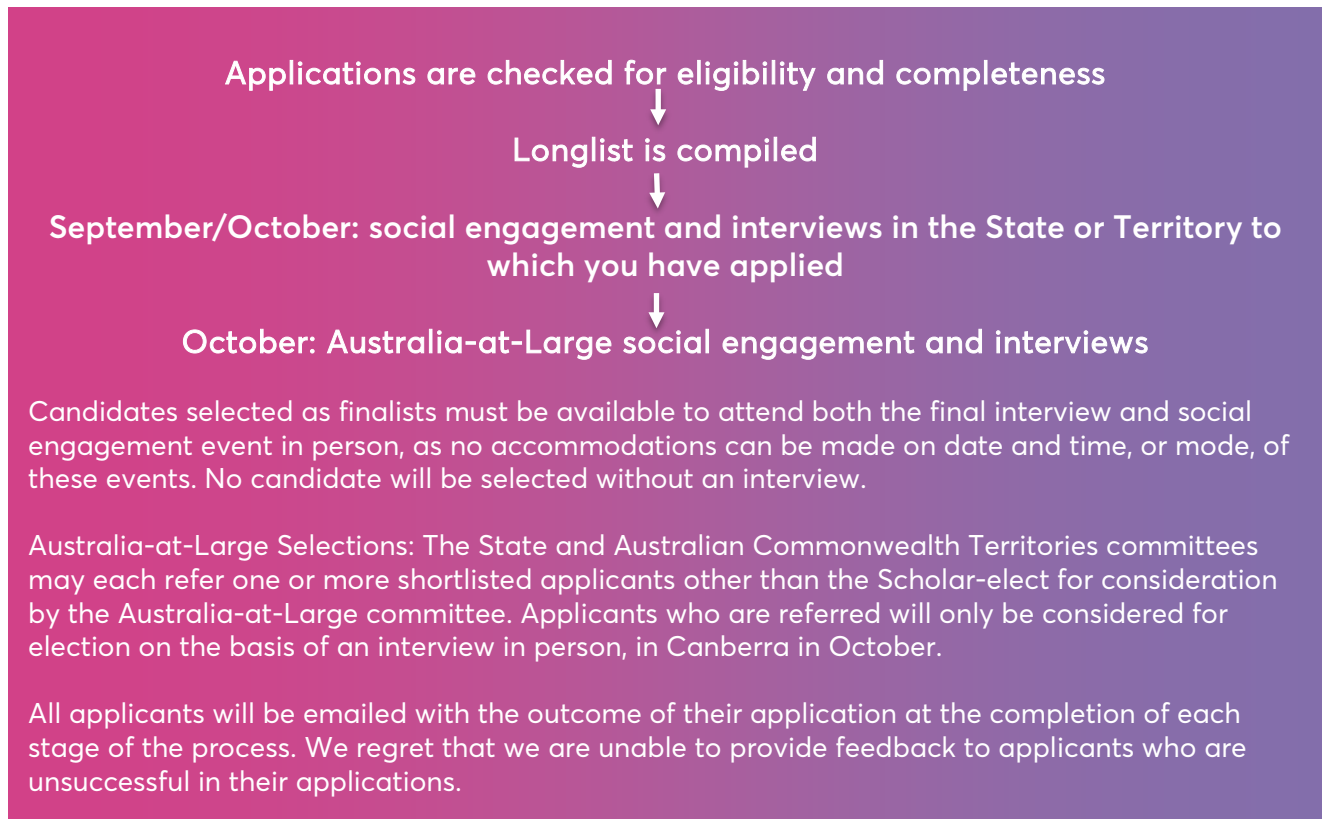 Applications are checked for eligibility and completeness
Longlist is compiled
September/October: social engagement and interviews in the State or Territory to
which you have applied
October: Australia-at-Large social engagement and interviews
Candidates selected as finalists must be available to attend both the final interview and social
engagement event in person, as no accommodations can be made on date and time, or mode, of
these events. No candidate will be selected without an interview.
Australia-at-Large Selections: The State and Australian Commonwealth Territories committees
may each refer one or more shortlisted applicants other than the Scholar-elect for consideration
by the Australia-at-Large committee. Applicants who are referred will only be considered for
election on the basis of an interview in person, in Canberra in October.
All applicants will be emailed with the outcome of their application at the completion of each
stage of the process. We regret that we are unable to provide feedback to applicants who are
unsuccessful in their applications.